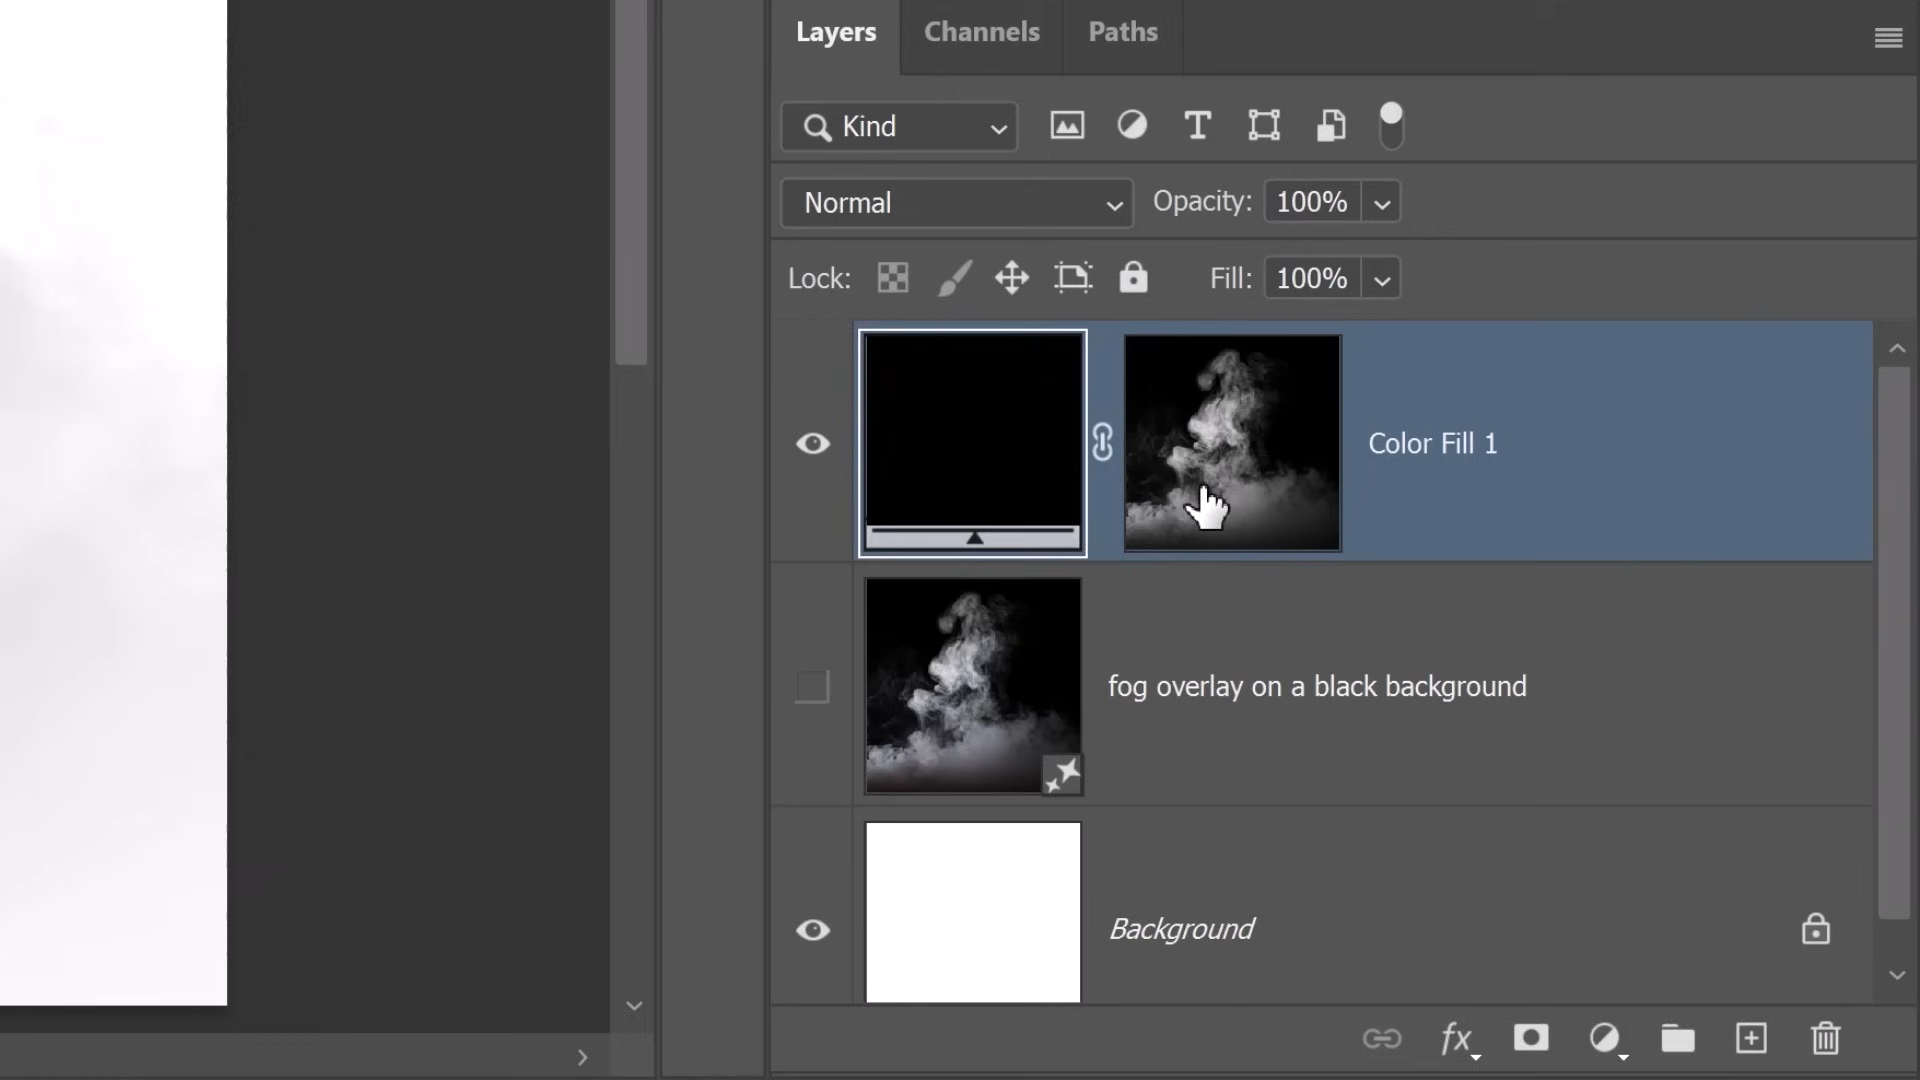 Layers Channels Paths
Kind
Normal Opacity: 100%
Lock: Fill: 100%
Color Fill 1
fog overlay on a black background
Background
fx